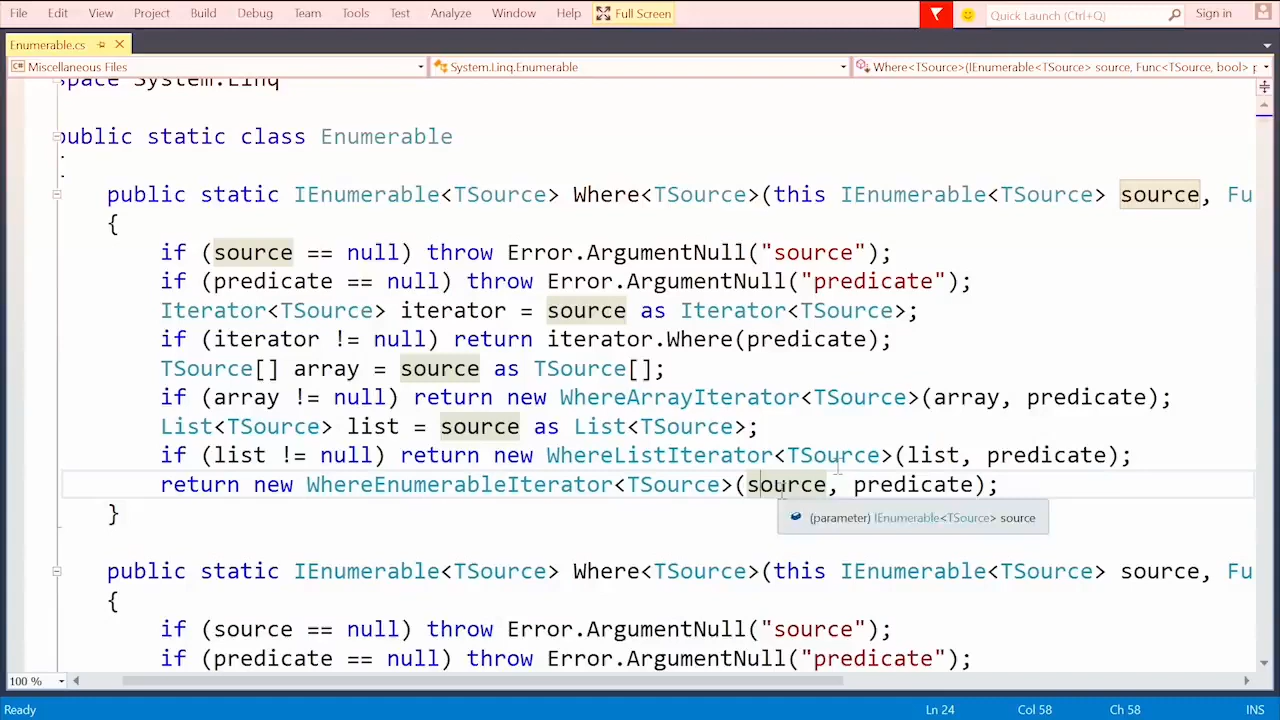 File Edit View Project Build Debug Team Tools Test Analyze Window Help Full Screen Quick Launch (Ctrl+Q) Sign in
Enumerable.cs
C# Miscellaneous Files System.Linq.Enumerable Where<TSource>(IEnumerable<TSource> source, Func<TSource, bool> p
space System.Linq
public static class Enumerable
public static IEnumerable<TSource> Where<TSource>(this IEnumerable<TSource> source, Fu
{
if (source == null) throw Error.ArgumentNull("source");
if (predicate == null) throw Error.ArgumentNull("predicate");
Iterator<TSource> iterator = source as Iterator<TSource>;
if (iterator != null) return iterator.Where(predicate);
TSource[] array = source as TSource[];
if (array != null) return new WhereArrayIterator<TSource>(array, predicate);
List<TSource> list = source as List<TSource>;
if (list != null) return new WhereListIterator<TSource>(list, predicate);
return new WhereEnumerableIterator<TSource>(source, predicate);
(parameter) IEnumerable<TSource> source
}
public static IEnumerable<TSource> Where<TSource>(this IEnumerable<TSource> source, Fu
{
if (source == null) throw Error.ArgumentNull("source");
if (predicate == null) throw Error.ArgumentNull("predicate");
100 %
Ready Ln 24 Col 58 Ch 58 INS